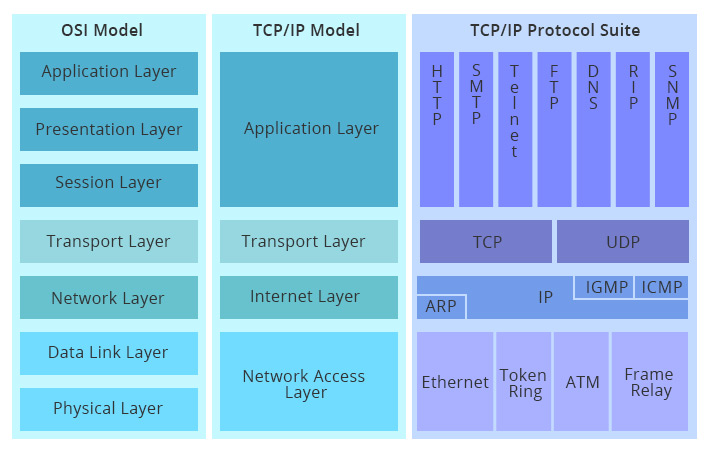 OSI Model
Application Layer
Presentation Layer
Session Layer
Transport Layer
Network Layer
Data Link Layer
Physical Layer
TCP/IP Model
Application Layer
Transport Layer
Internet Layer
Network Access
Layer
TCP/IP Protocol Suite
HTTP
SMTP
Telnet
FTP
DNS
RIP
SNMP
TCP
UDP
IP
IGMP
ICMP
ARP
Ethernet
Token
Ring
ATM
Frame
Relay